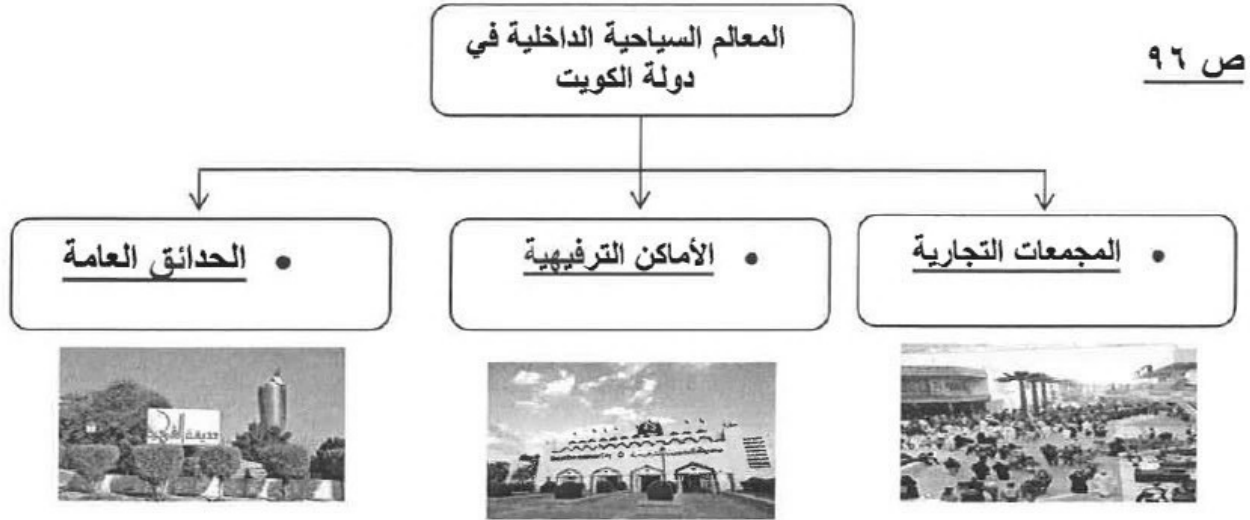 المعالم السياحية الداخلية في
دولة الكويت
ص ٩٦
• المجمعات التجارية
• الأماكن الترفيهية
• الحدائق العامة